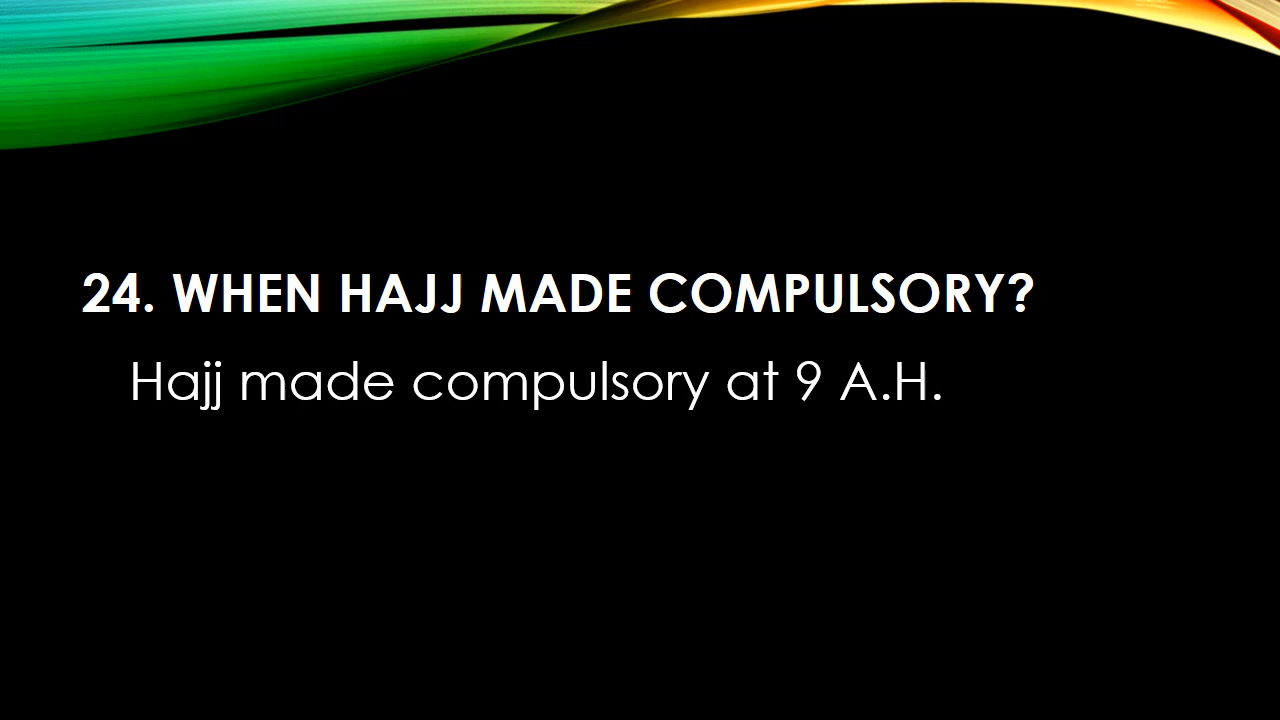 24. WHEN HAJJ MADE COMPULSORY?
Hajj made compulsory at 9 A.H.